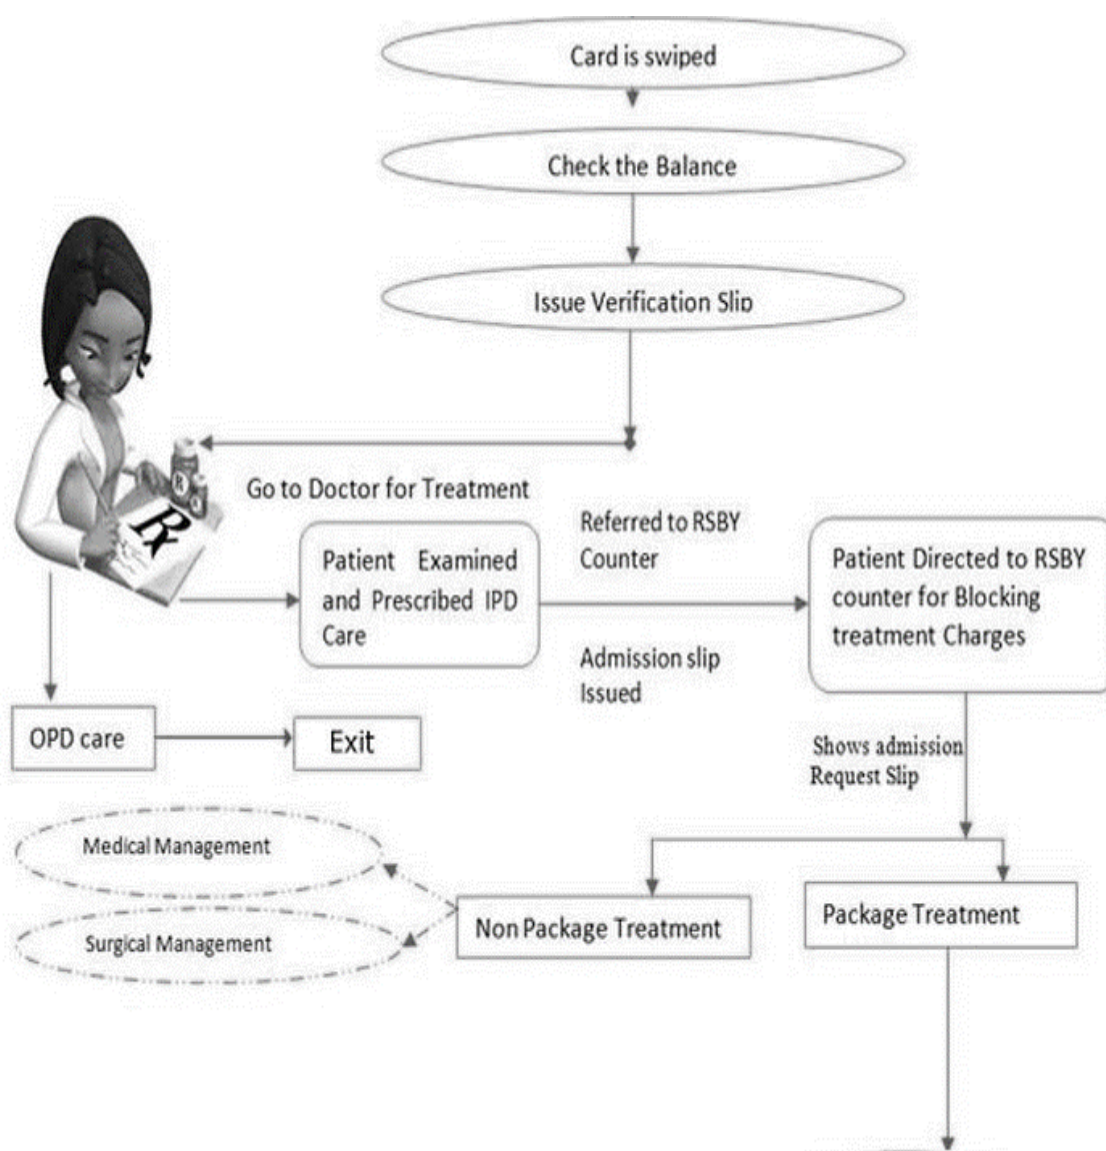 Card is swiped
Check the Balance
Issue Verification Slip
Go to Doctor for Treatment
Patient Examined
and Prescribed IPD
Care
Referred to RSBY
Counter
Admission slip
Issued
Patient Directed to RSBY
counter for Blocking
treatment Charges
OPD care
Exit
Shows admission
Request Slip
Medical Management
Surgical Management
Non Package Treatment
Package Treatment
Rx
R